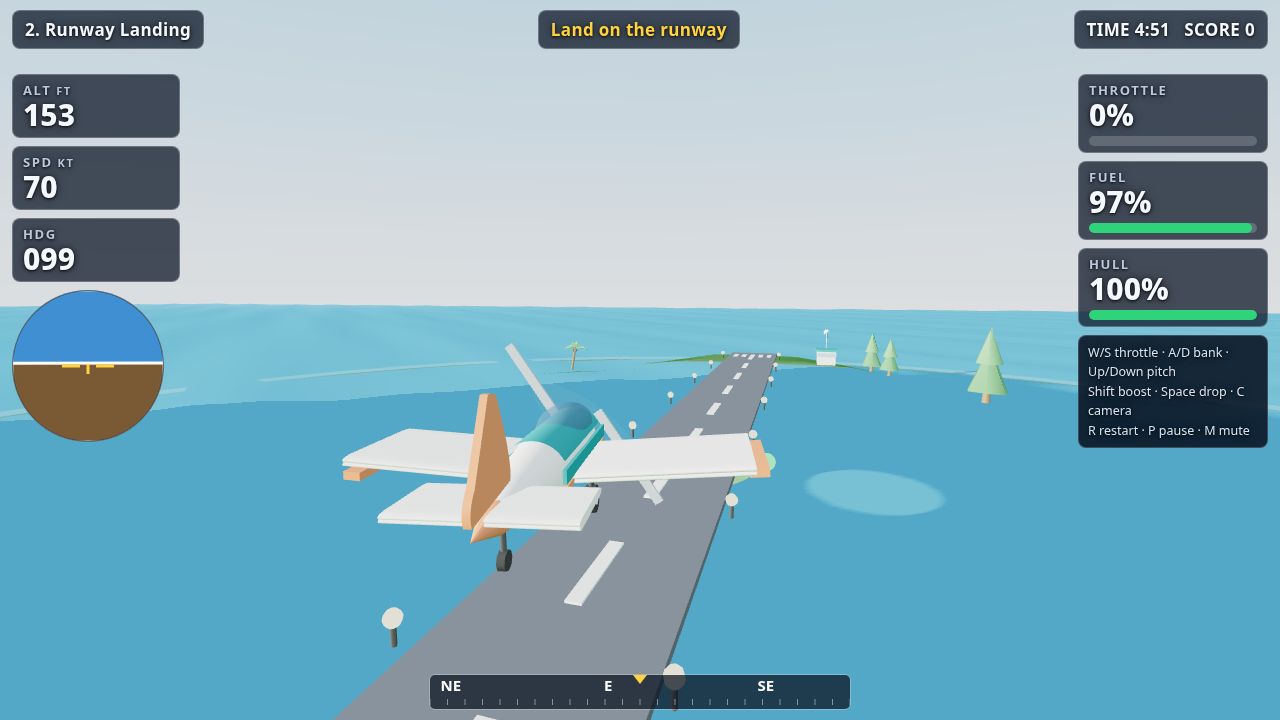 2. Runway Landing
Land on the runway
TIME 4:51 SCORE 0
ALT FT
153
SPD KT
70
HDG
099
THROTTLE
0%
FUEL
97%
HULL
100%
W/S throttle · A/D bank ·
Up/Down pitch
Shift boost · Space drop · C
camera
R restart · P pause · M mute
NE E SE